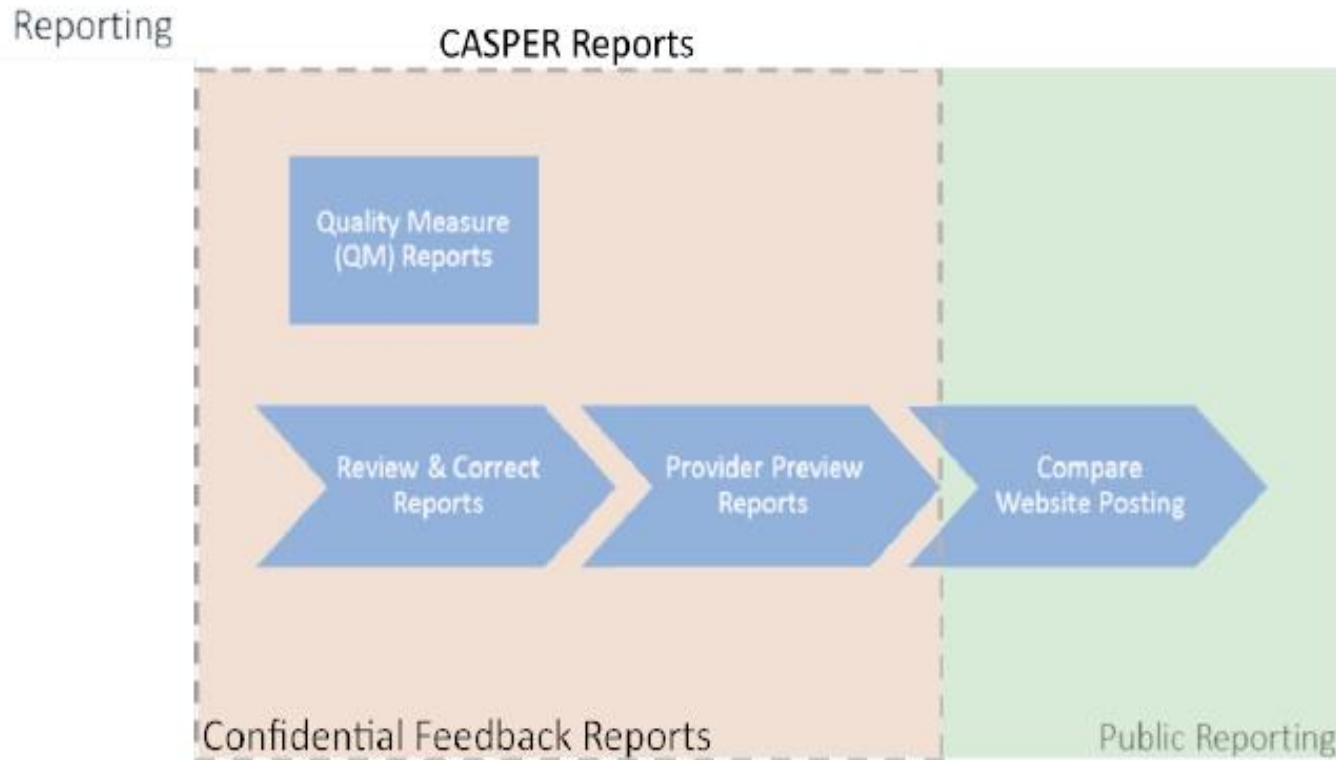 Reporting
CASPER Reports
Quality Measure
(QM) Reports
Review & Correct
Reports
Provider Preview
Reports
Compare
Website Posting
Confidential Feedback Reports
Public Reporting